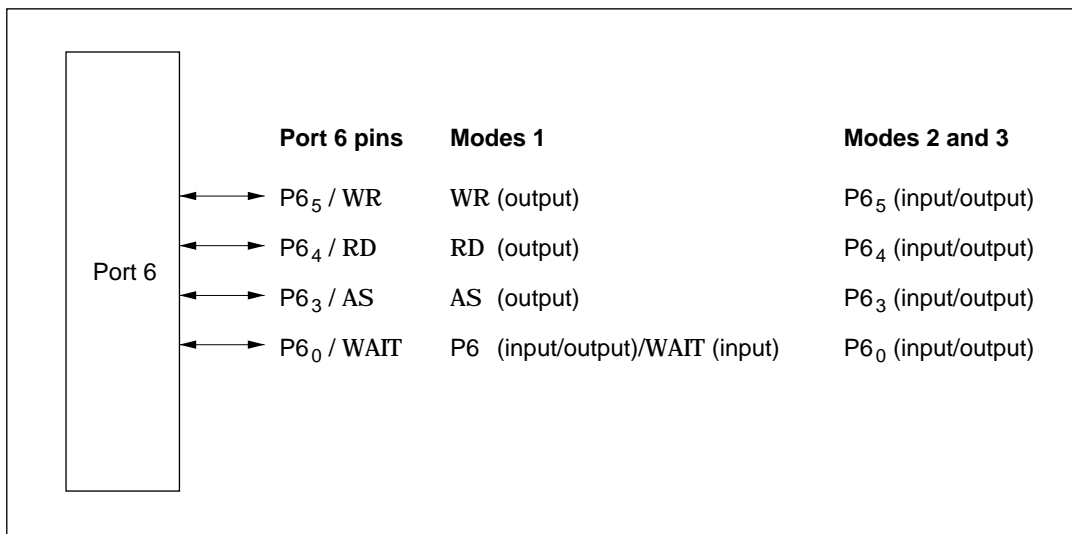 Port 6 pins Modes 1 Modes 2 and 3
P6₅ / WR WR (output) P6₅ (input/output)
P6₄ / RD RD (output) P6₄ (input/output)
Port 6
P6₃ / AS AS (output) P6₃ (input/output)
P6₀ / WAIT P6 (input/output)/WAIT (input) P6₀ (input/output)